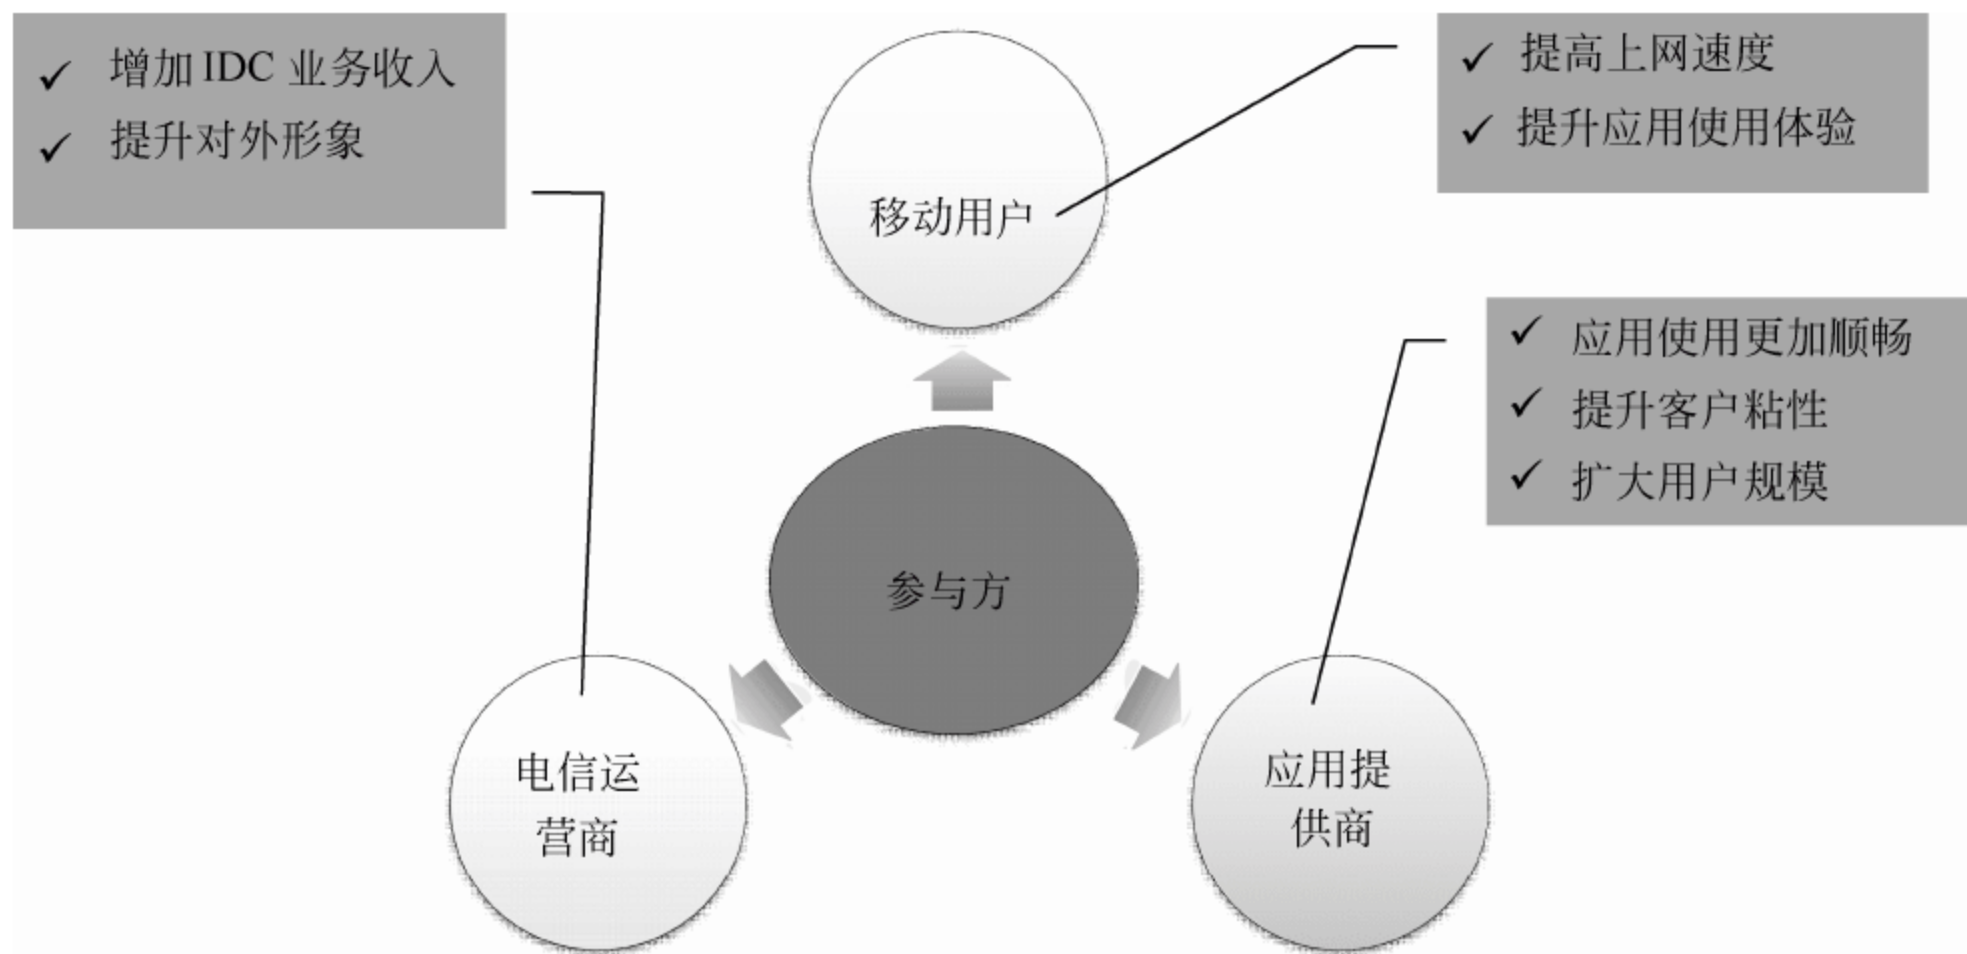 增加 IDC 业务收入
提升对外形象
移动用户
提高上网速度
提升应用使用体验
应用使用更加顺畅
提升客户粘性
扩大用户规模
参与方
电信运
营商
应用提
供商